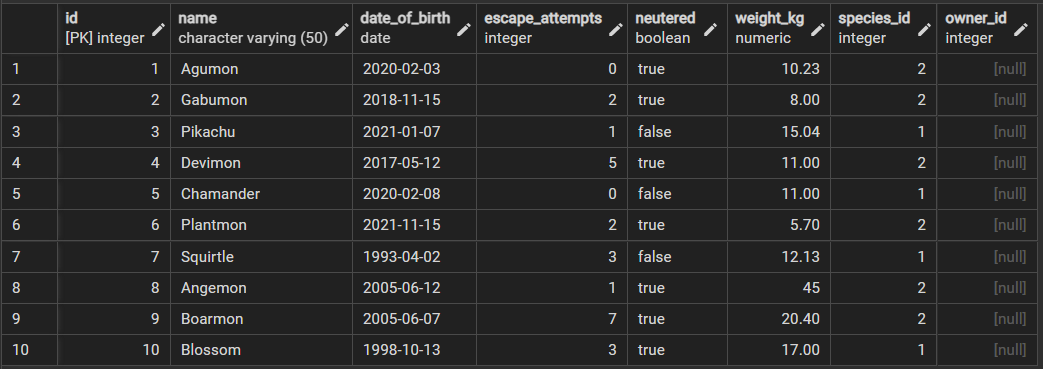 id name date_of_birth escape_attempts neutered weight_kg species_id owner_id
[PK] integer character varying (50) date integer boolean numeric integer integer
1 1 Agumon 2020-02-03 0 true 10.23 2 [null]
2 2 Gabumon 2018-11-15 2 true 8.00 2 [null]
3 3 Pikachu 2021-01-07 1 false 15.04 1 [null]
4 4 Devimon 2017-05-12 5 true 11.00 2 [null]
5 5 Chamander 2020-02-08 0 false 11.00 1 [null]
6 6 Plantmon 2021-11-15 2 true 5.70 2 [null]
7 7 Squirtle 1993-04-02 3 false 12.13 1 [null]
8 8 Angemon 2005-06-12 1 true 45 2 [null]
9 9 Boarmon 2005-06-07 7 true 20.40 2 [null]
10 10 Blossom 1998-10-13 3 true 17.00 1 [null]